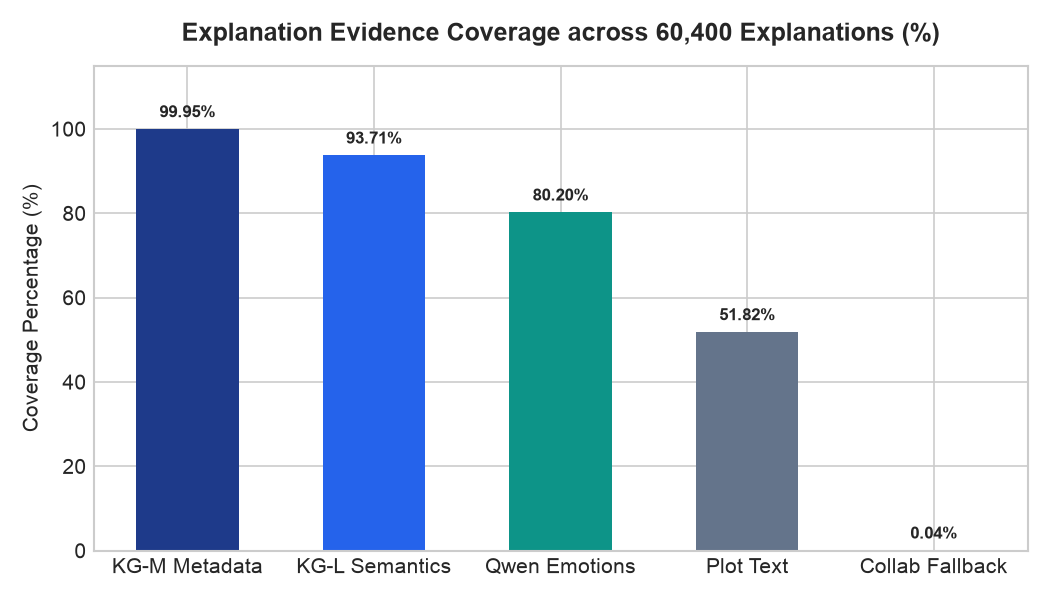 Explanation Evidence Coverage across 60,400 Explanations (%)
Coverage Percentage (%)
100
80
60
40
20
0
99.95%
93.71%
80.20%
51.82%
0.04%
KG-M Metadata
KG-L Semantics
Qwen Emotions
Plot Text
Collab Fallback